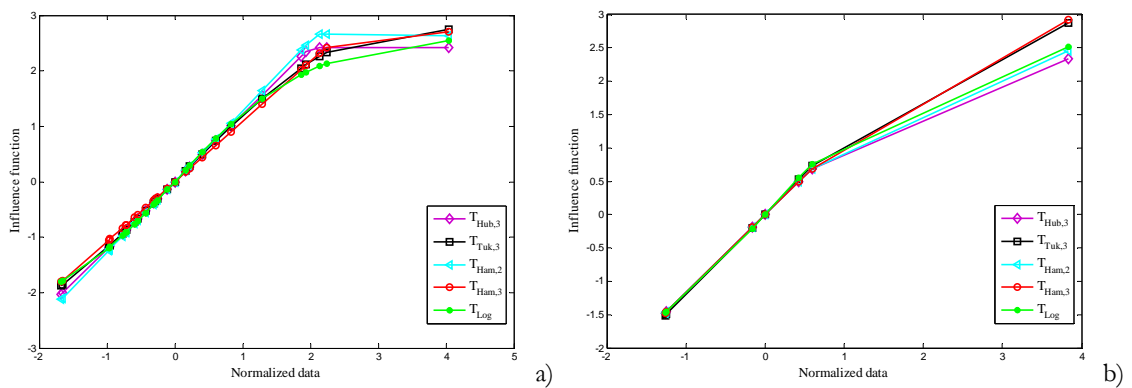 3
2
1
0
-1
-2
-3
Influence function
-2 -1 0 1 2 3 4 5
Normalized data
T_Hub,3
T_Tuk,3
T_Ham,2
T_Ham,3
T_Log
a)
3
2.5
2
1.5
1
0.5
0
-0.5
-1
-1.5
-2
Influence function
-2 -1 0 1 2 3 4
Normalized data
T_Hub,3
T_Tuk,3
T_Ham,2
T_Ham,3
T_Log
b)